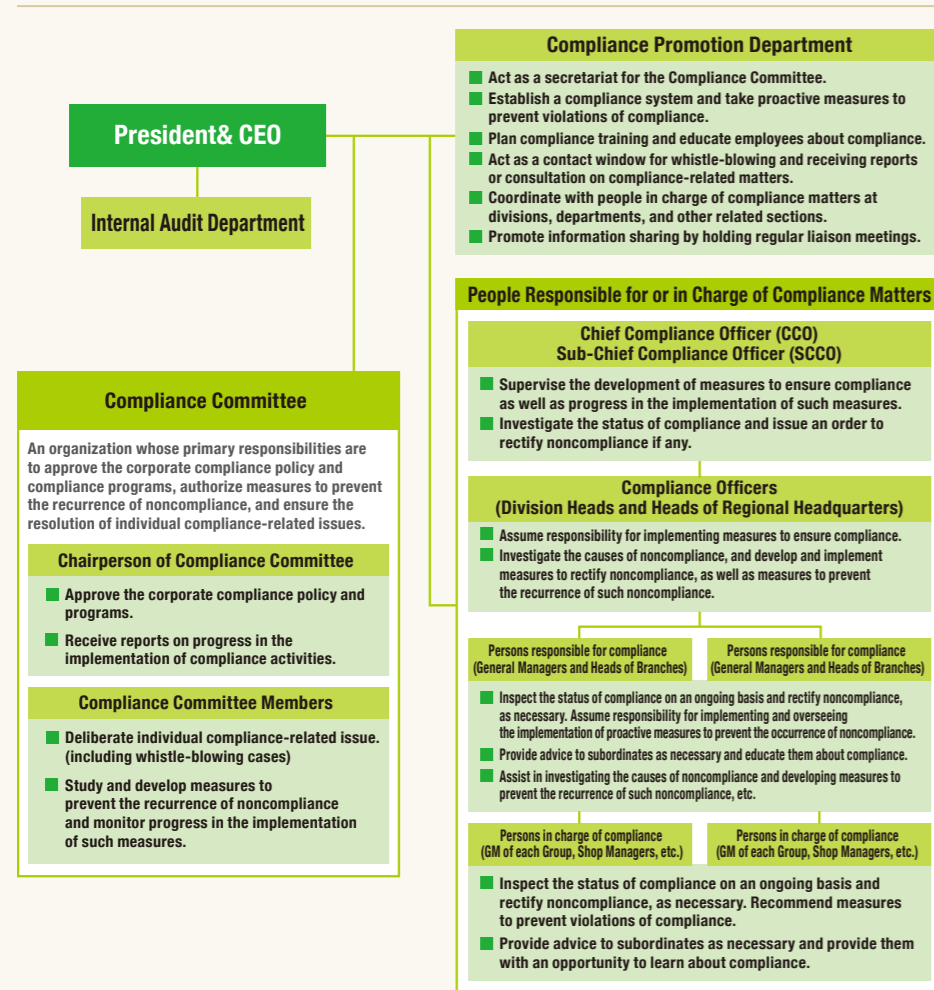 President& CEO
Internal Audit Department
Compliance Promotion Department
Act as a secretariat for the Compliance Committee.
Establish a compliance system and take proactive measures to
prevent violations of compliance.
Plan compliance training and educate employees about compliance.
Act as a contact window for whistle-blowing and receiving reports
or consultation on compliance-related matters.
Coordinate with people in charge of compliance matters at
divisions, departments, and other related sections.
Promote information sharing by holding regular liaison meetings.
Compliance Committee
An organization whose primary responsibilities are
to approve the corporate compliance policy and
compliance programs, authorize measures to prevent
the recurrence of noncompliance, and ensure the
resolution of individual compliance-related issues.
Chairperson of Compliance Committee
Approve the corporate compliance policy and
programs.
Receive reports on progress in the
implementation of compliance activities.
Compliance Committee Members
Deliberate individual compliance-related issue.
(including whistle-blowing cases)
Study and develop measures to
prevent the recurrence of noncompliance
and monitor progress in the implementation
of such measures.
People Responsible for or in Charge of Compliance Matters
Chief Compliance Officer (CCO)
Sub-Chief Compliance Officer (SCCO)
Supervise the development of measures to ensure compliance
as well as progress in the implementation of such measures.
Investigate the status of compliance and issue an order to
rectify noncompliance if any.
Compliance Officers
(Division Heads and Heads of Regional Headquarters)
Assume responsibility for implementing measures to ensure compliance.
Investigate the causes of noncompliance, and develop and implement
measures to rectify noncompliance, as well as measures to prevent
the recurrence of such noncompliance.
Persons responsible for compliance
(General Managers and Heads of Branches)
Persons responsible for compliance
(General Managers and Heads of Branches)
Inspect the status of compliance on an ongoing basis and rectify noncompliance,
as necessary. Assume responsibility for implementing and overseeing
the implementation of proactive measures to prevent the occurrence of noncompliance.
Provide advice to subordinates as necessary and educate them about compliance.
Assist in investigating the causes of noncompliance and developing measures to
prevent the recurrence of such noncompliance, etc.
Persons in charge of compliance
(GM of each Group, Shop Managers, etc.)
Persons in charge of compliance
(GM of each Group, Shop Managers, etc.)
Inspect the status of compliance on an ongoing basis and
rectify noncompliance, as necessary. Recommend measures
to prevent violations of compliance.
Provide advice to subordinates as necessary and provide them
with an opportunity to learn about compliance.